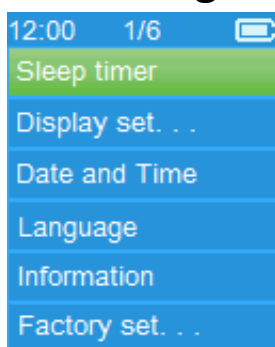 12:00 1/6
Sleep timer
Display set. . .
Date and Time
Language
Information
Factory set. . .